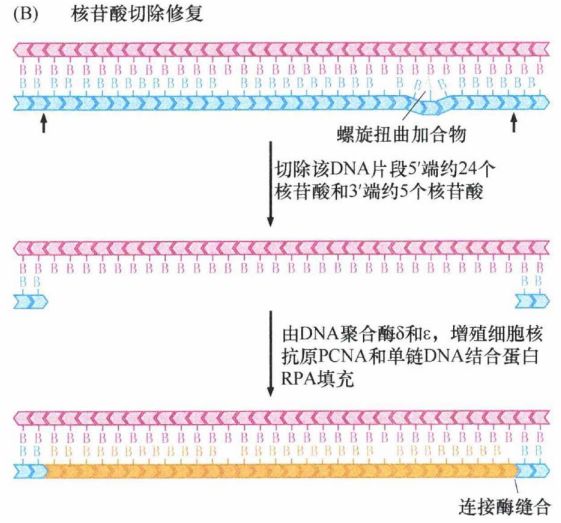 (B) 核苷酸切除修复
螺旋扭曲加合物
切除该DNA片段5′端约24个
核苷酸和3′端约5个核苷酸
由DNA聚合酶δ和ε，增殖细胞核
抗原PCNA和单链DNA结合蛋白
RPA填充
连接酶缝合